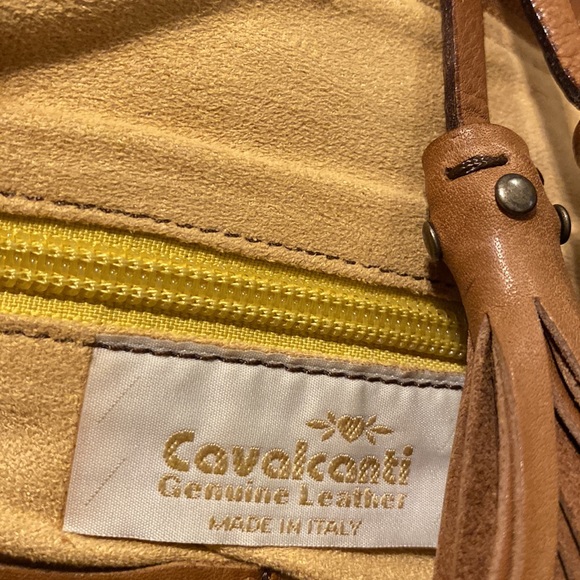 Cavalcanti
Genuine Leather
MADE IN ITALY